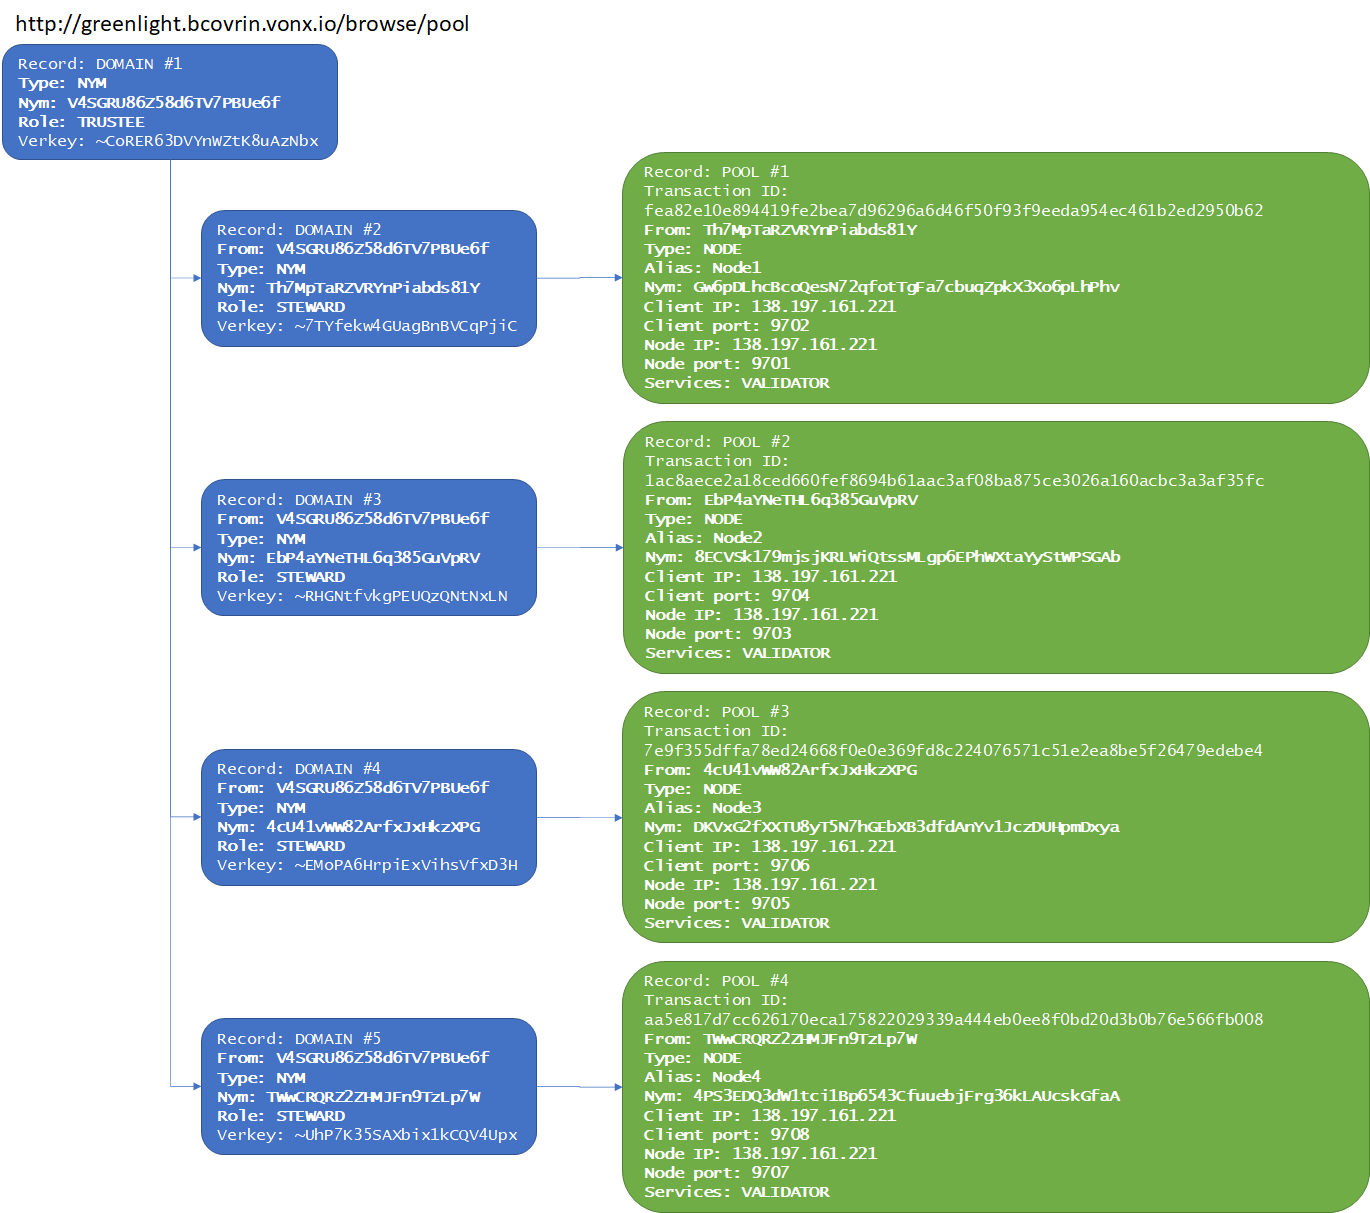 http://greenlight.bcovrin.vonx.io/browse/pool
Record: DOMAIN #1
Type: NYM
Nym: V4SGRU86Z58d6TV7PBUe6f
Role: TRUSTEE
Verkey: ~CoRER63DVYnWZtK8uAzNbx
Record: DOMAIN #2
From: V4SGRU86Z58d6TV7PBUe6f
Type: NYM
Nym: Th7MpTaRZVRYnPiabds81Y
Role: STEWARD
Verkey: ~7TYfekw4GUagBnBVCqPjiC
Record: POOL #1
Transaction ID:
fea82e10e894419fe2bea7d96296a6d46f50f93f9eeda954ec461b2ed2950b62
From: Th7MpTaRZVRYnPiabds81Y
Type: NODE
Alias: Node1
Nym: Gw6pDLhcBcoQesN72qfotTgFa7cbuqZpkX3Xo6pLhPhv
Client IP: 138.197.161.221
Client port: 9702
Node IP: 138.197.161.221
Node port: 9701
Services: VALIDATOR
Record: DOMAIN #3
From: V4SGRU86Z58d6TV7PBUe6f
Type: NYM
Nym: EbP4aYNeTHL6q385GuVpRV
Role: STEWARD
Verkey: ~RHGNtfvkgPEUQzQNtNxLN
Record: POOL #2
Transaction ID:
1ac8aece2a18ced660fef8694b61aac3af08ba875ce3026a160acbc3a3af35fc
From: EbP4aYNeTHL6q385GuVpRV
Type: NODE
Alias: Node2
Nym: 8ECVSk179mjsjKRLWiQtssMLgp6EPhWXtaYyStWPSGAb
Client IP: 138.197.161.221
Client port: 9704
Node IP: 138.197.161.221
Node port: 9703
Services: VALIDATOR
Record: DOMAIN #4
From: V4SGRU86Z58d6TV7PBUe6f
Type: NYM
Nym: 4cU41vWW82ArfxJxHkzXPG
Role: STEWARD
Verkey: ~EMoPA6HrpiExVihsVfxD3H
Record: POOL #3
Transaction ID:
7e9f355dffa78ed24668f0e0e369fd8c224076571c51e2ea8be5f26479edebe4
From: 4cU41vWW82ArfxJxHkzXPG
Type: NODE
Alias: Node3
Nym: DKVxG2fXXTU8yT5N7hGEbXB3dfdAnYv1JczDUHpmDxya
Client IP: 138.197.161.221
Client port: 9706
Node IP: 138.197.161.221
Node port: 9705
Services: VALIDATOR
Record: DOMAIN #5
From: V4SGRU86Z58d6TV7PBUe6f
Type: NYM
Nym: TWwCRQRZ2ZHMJFn9TzLp7W
Role: STEWARD
Verkey: ~UhP7K35SAXbix1kCQV4Upx
Record: POOL #4
Transaction ID:
aa5e817d7cc626170eca175822029339a444eb0ee8f0bd20d3b0b76e566fb008
From: TWwCRQRZ2ZHMJFn9TzLp7W
Type: NODE
Alias: Node4
Nym: 4PS3EDQ3dW1tci1Bp6543CfuuebjFrg36kLAUcskGfaA
Client IP: 138.197.161.221
Client port: 9708
Node IP: 138.197.161.221
Node port: 9707
Services: VALIDATOR